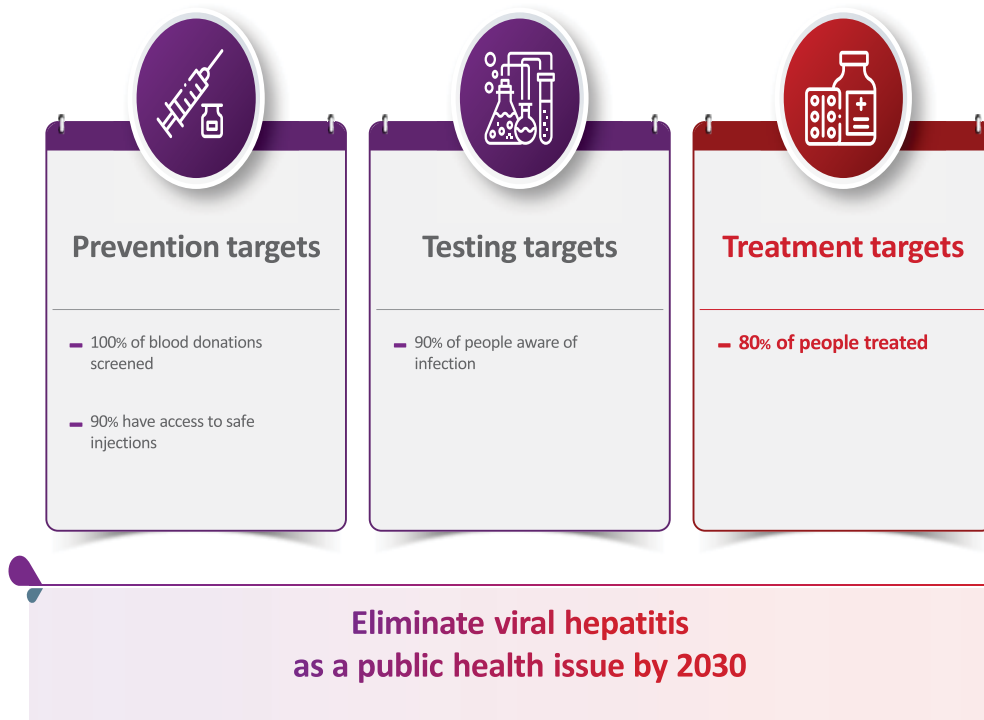 Prevention targets
100% of blood donations
screened
90% have access to safe
injections
Testing targets
90% of people aware of
infection
Treatment targets
80% of people treated
Eliminate viral hepatitis
as a public health issue by 2030